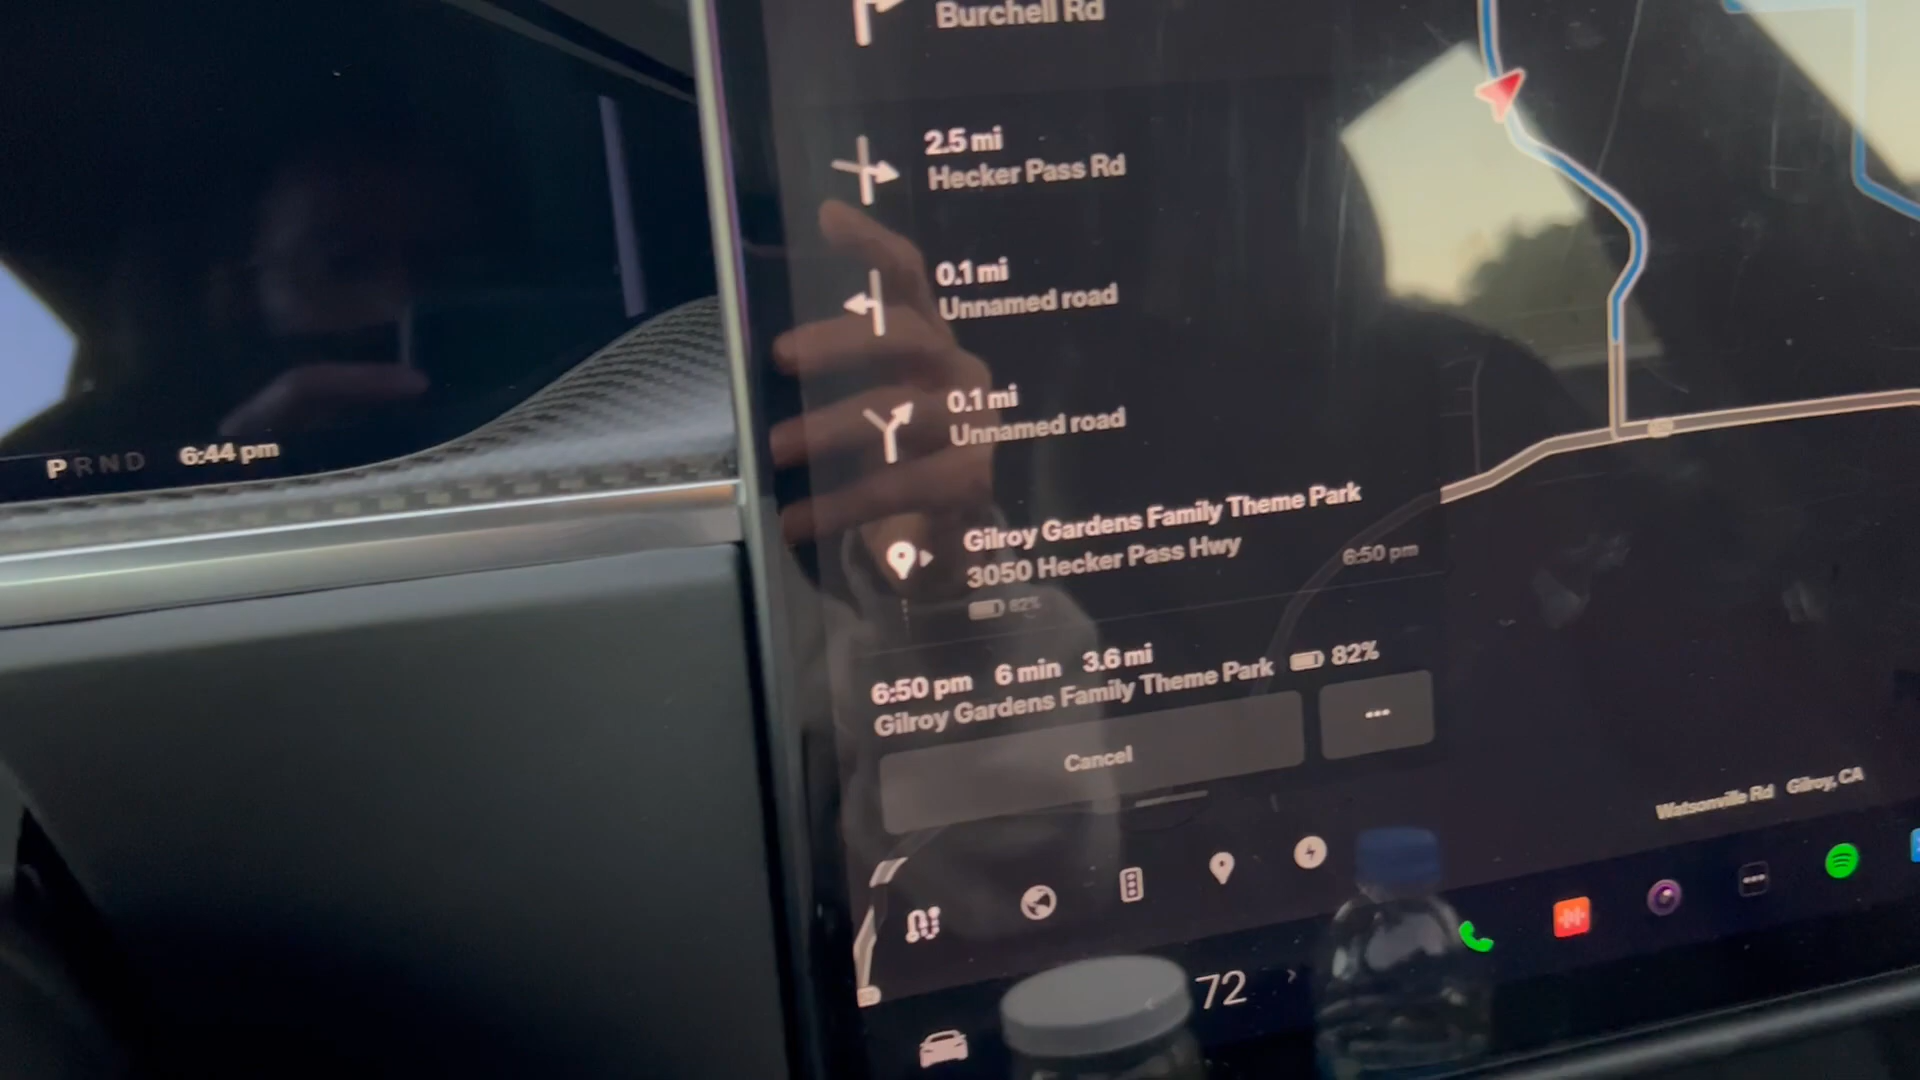 Burchell Rd
2.5 mi
Hecker Pass Rd
0.1 mi
Unnamed road
0.1 mi
Unnamed road
Gilroy Gardens Family Theme Park
3050 Hecker Pass Hwy
6:50 pm
82%
6:50 pm 6 min 3.6 mi
Gilroy Gardens Family Theme Park 82%
Cancel
...
Watsonville Rd Gilroy, CA
72
P R N D 6:44 pm